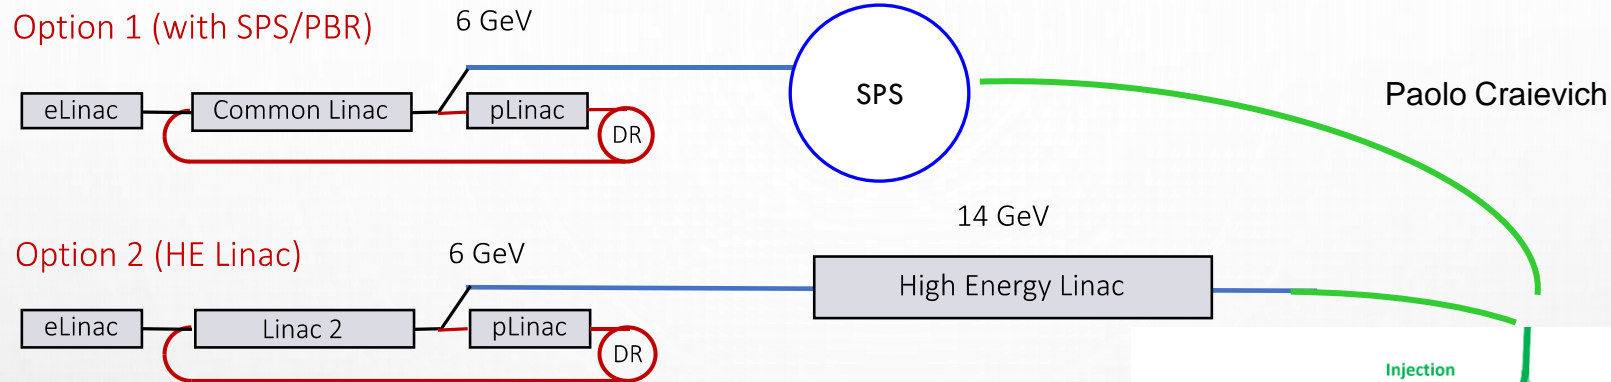 Option 1 (with SPS/PBR)
6 GeV
eLinac
Common Linac
pLinac
DR
SPS
Paolo Craievich
14 GeV
Option 2 (HE Linac)
6 GeV
High Energy Linac
eLinac
Linac 2
pLinac
DR
Injection